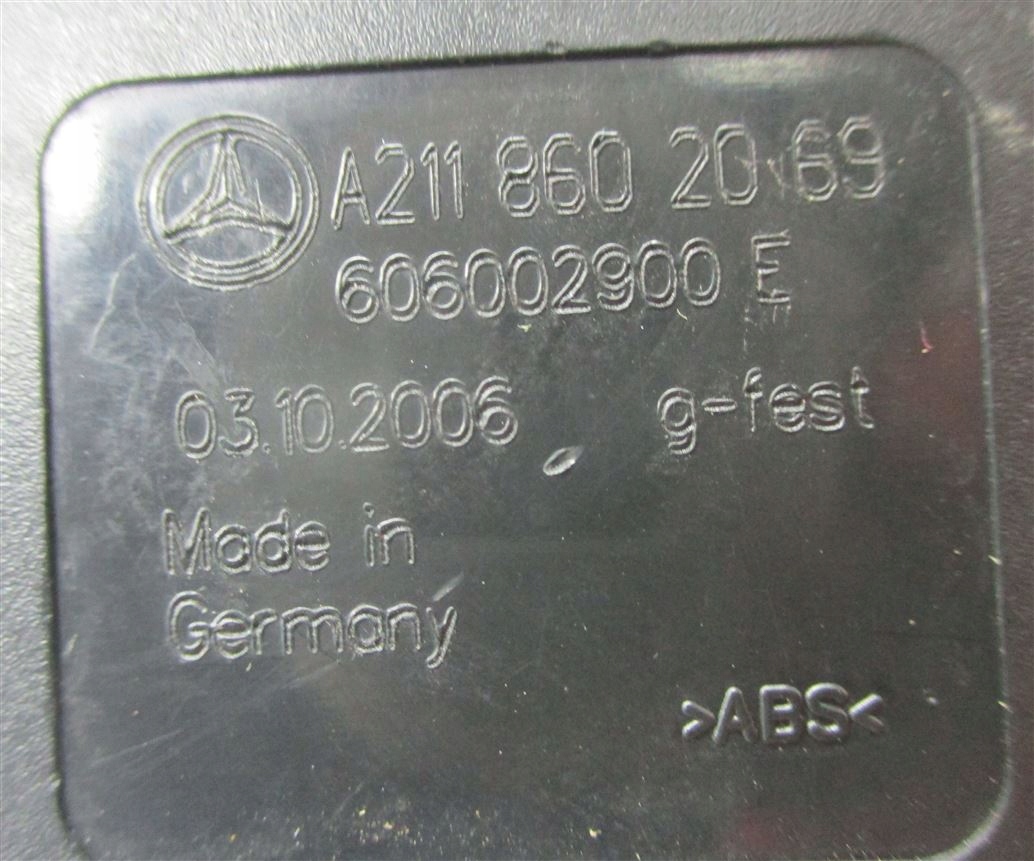 A211 860 20 69
606002900 E
03.10.2006 g-fest
Made in
Germany
>ABS<